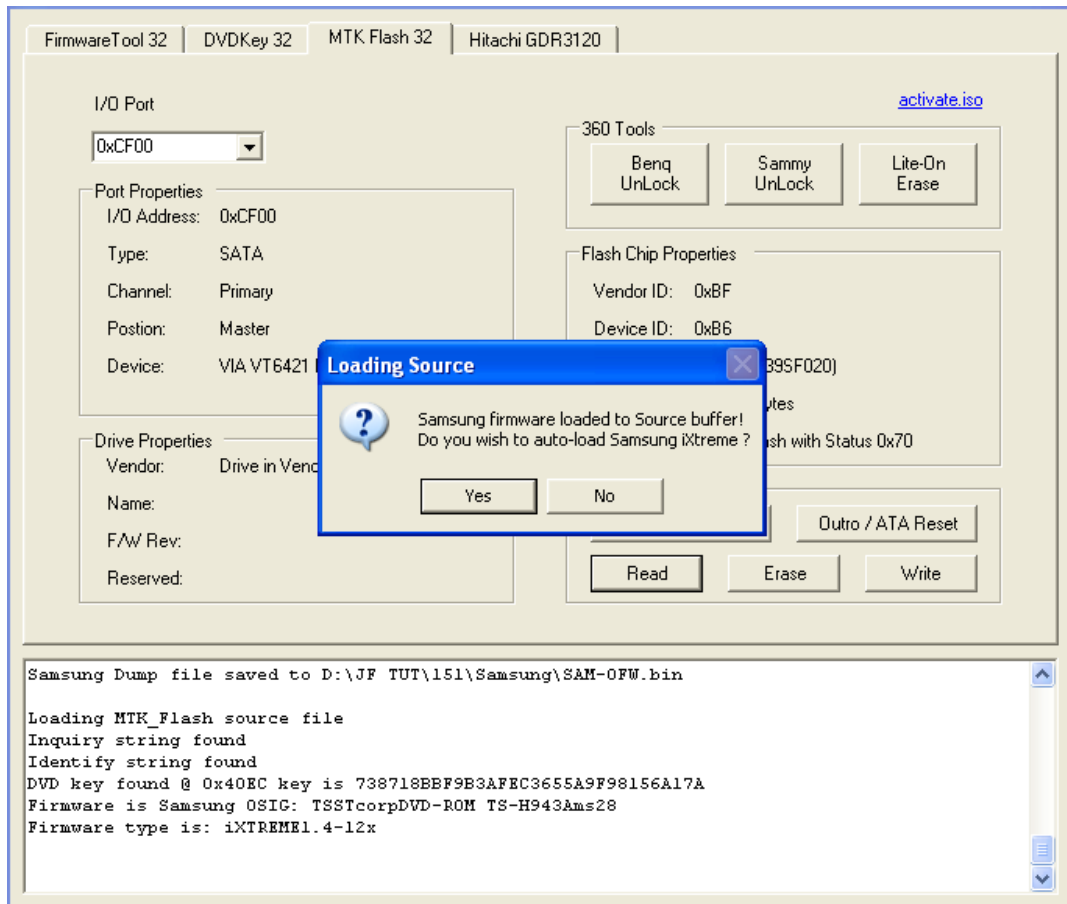 FirmwareTool 32 DVDKey 32 MTK Flash 32 Hitachi GDR3120
I/O Port
activate.iso
0xCF00
360 Tools
Benq UnLock
Sammy UnLock
Lite-On Erase
Port Properties
I/O Address: 0xCF00
Type: SATA
Channel: Primary
Postion: Master
Device: VIA VT6421
Flash Chip Properties
Vendor ID: 0xBF
Device ID: 0xB6
39SF020)
ytes
sh with Status 0x70
Loading Source
Samsung firmware loaded to Source buffer!
Do you wish to auto-load Samsung iXtreme ?
Yes No
Drive Properties
Vendor: Drive in Vend
Name:
F/W Rev:
Reserved:
Outro / ATA Reset
Read Erase Write
Samsung Dump file saved to D:\JF TUT\151\Samsung\SAM-OFW.bin
Loading MTK_Flash source file
Inquiry string found
Identify string found
DVD key found @ 0x40EC key is 738718BBF9B3AFEC3655A9F98156A17A
Firmware is Samsung OSIG: TSSTcorpDVD-ROM TS-H943Ams28
Firmware type is: iXTREME1.4-12x